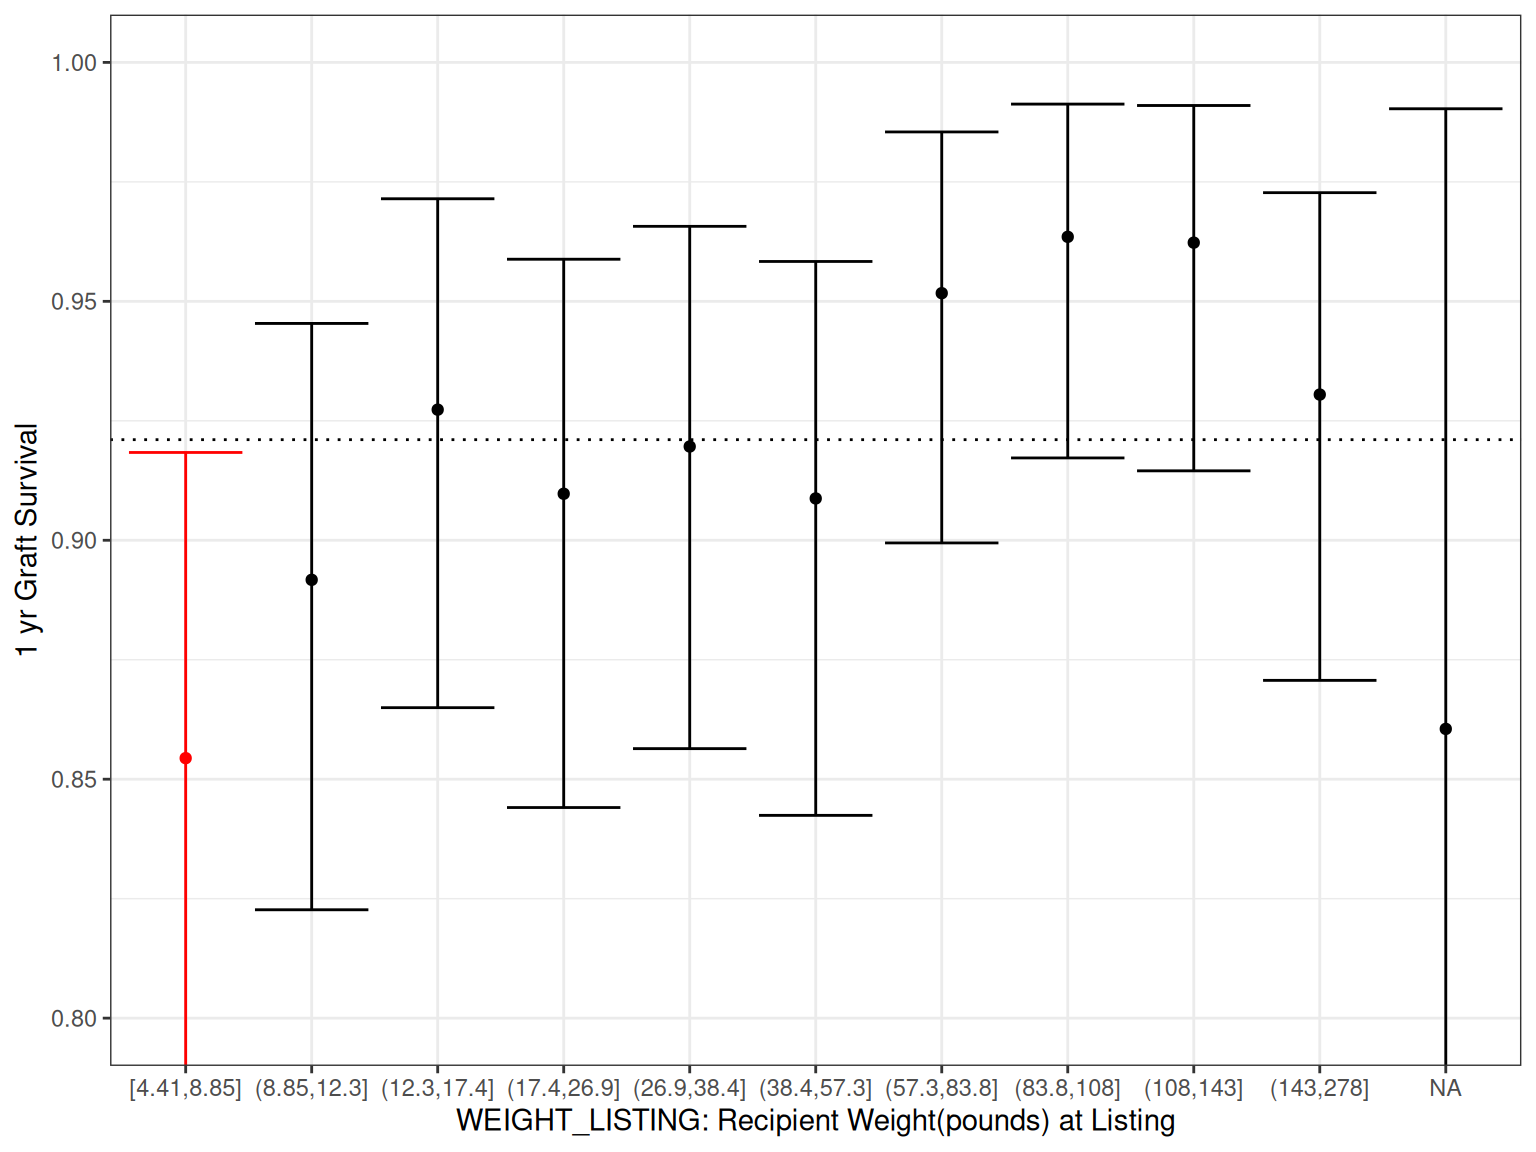 1 yr Graft Survival
1.00
0.95
0.90
0.85
0.80
[4.41,8.85] (8.85,12.3] (12.3,17.4] (17.4,26.9] (26.9,38.4] (38.4,57.3] (57.3,83.8] (83.8,108] (108,143] (143,278] NA
WEIGHT_LISTING: Recipient Weight(pounds) at Listing